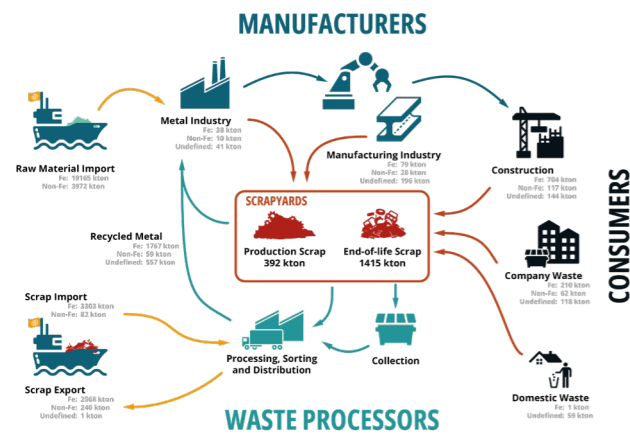 MANUFACTURERS
Metal Industry
Fe: 38 kton
Non-Fe: 10 kton
Undefined: 41 kton
Raw Material Import
Fe: 19165 kton
Non-Fe: 3972 kton
Manufacturing Industry
Fe: 79 kton
Non-Fe: 28 kton
Undefined: 196 kton
Construction
Fe: 704 kton
Non-Fe: 117 kton
Undefined: 144 kton
CONSUMERS
SCRAPYARDS
Production Scrap
392 kton
End-of-life Scrap
1415 kton
Recycled Metal
Fe: 1767 kton
Non-Fe: 59 kton
Undefined: 557 kton
Company Waste
Fe: 210 kton
Non-Fe: 62 kton
Undefined: 118 kton
Scrap Import
Fe: 3303 kton
Non-Fe: 82 kton
Processing, Sorting
and Distribution
Collection
Scrap Export
Fe: 2568 kton
Non-Fe: 240 kton
Undefined: 1 kton
Domestic Waste
Fe: 1 kton
Undefined: 59 kton
WASTE PROCESSORS